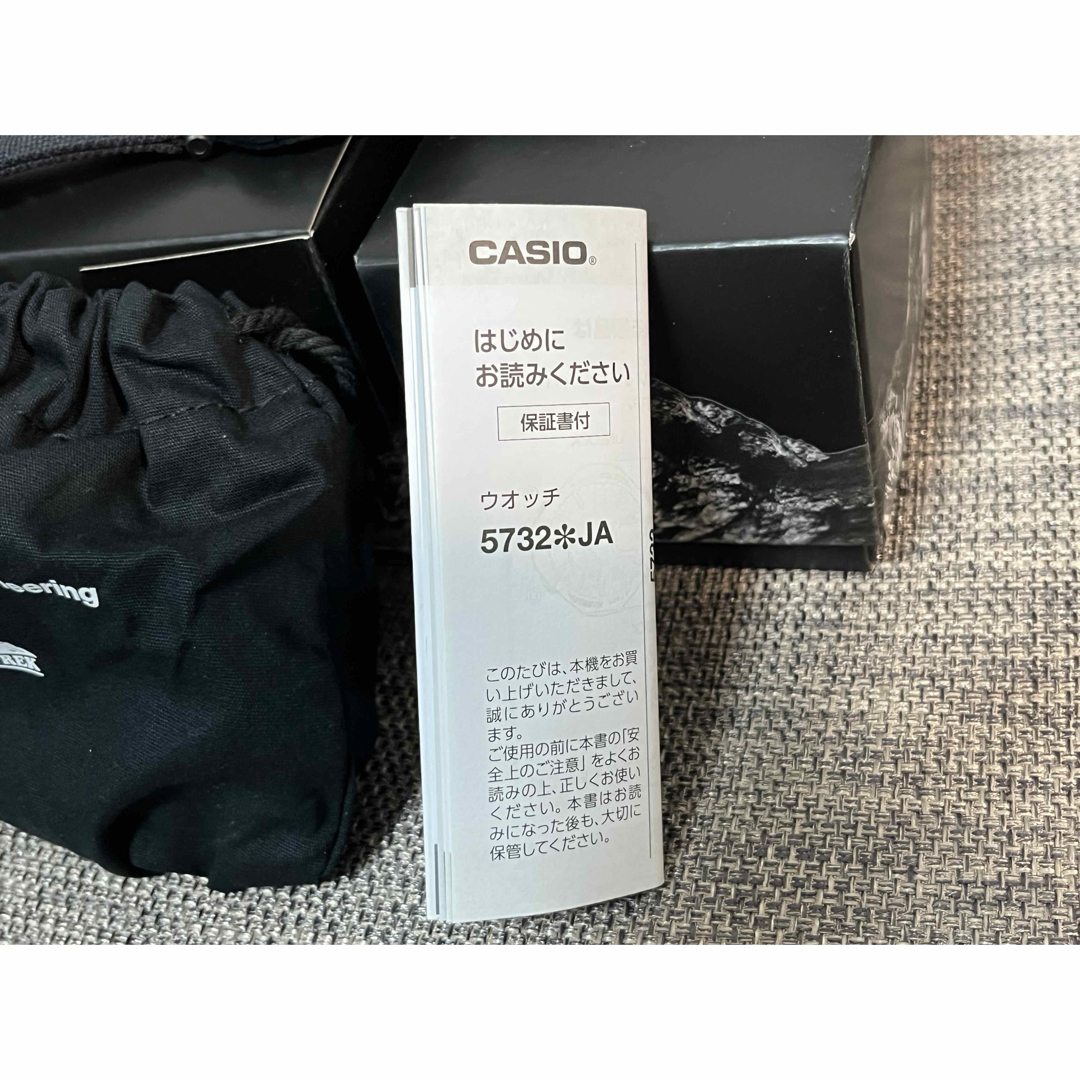 CASIO®
はじめに
お読みください
保証書付
ウオッチ
5732✻JA
このたびは、本機をお買
い上げいただきまして、
誠にありがとうござい
ます。
ご使用の前に本書の「安
全上のご注意」をよくお
読みの上、正しくお使い
ください。本書はお読
みになった後も、大切に
保管してください。